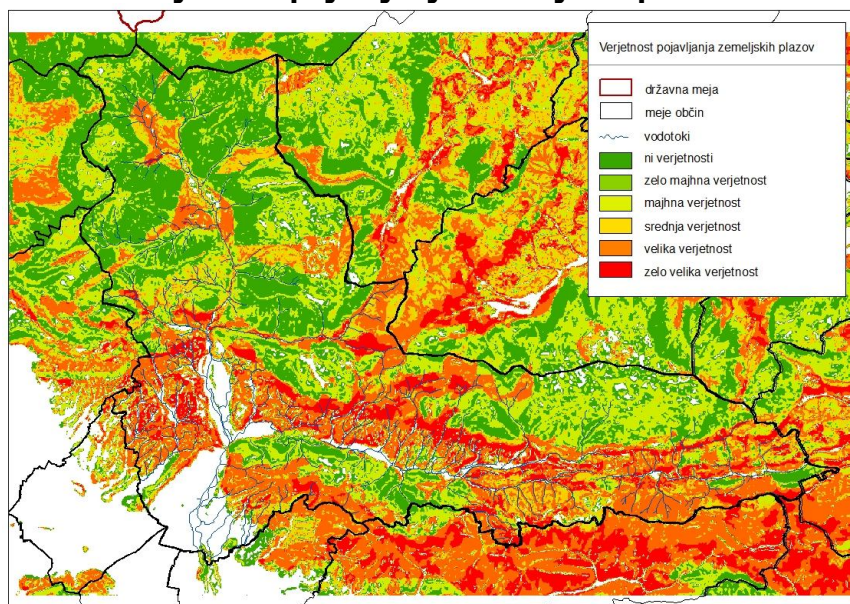 Verjetnost pojavljanja zemeljskih plazov
državna meja
meje občin
vodotoki
ni verjetnosti
zelo majhna verjetnost
majhna verjetnost
srednja verjetnost
velika verjetnost
zelo velika verjetnost